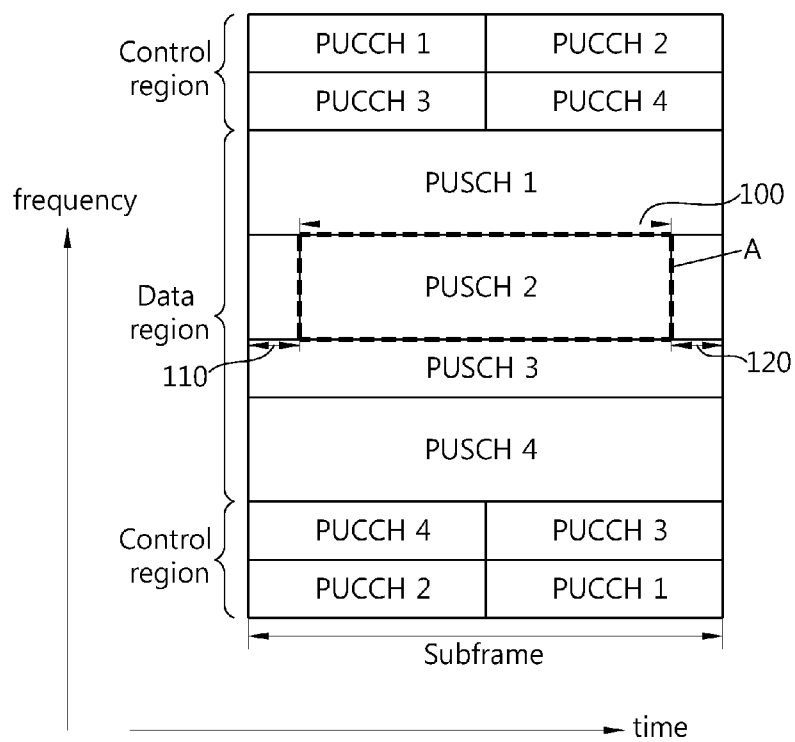 Control
region
PUCCH 1
PUCCH 2
PUCCH 3
PUCCH 4
frequency
PUSCH 1
100
A
Data
region
PUSCH 2
110
120
PUSCH 3
PUSCH 4
Control
region
PUCCH 4
PUCCH 3
PUCCH 2
PUCCH 1
Subframe
time